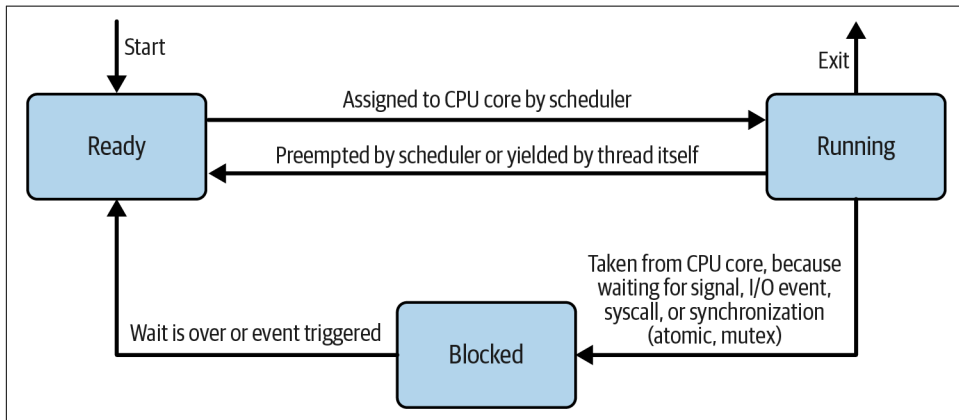 Start
Exit
Assigned to CPU core by scheduler
Ready
Running
Preempted by scheduler or yielded by thread itself
Taken from CPU core, because
waiting for signal, I/O event,
syscall, or synchronization
(atomic, mutex)
Wait is over or event triggered
Blocked